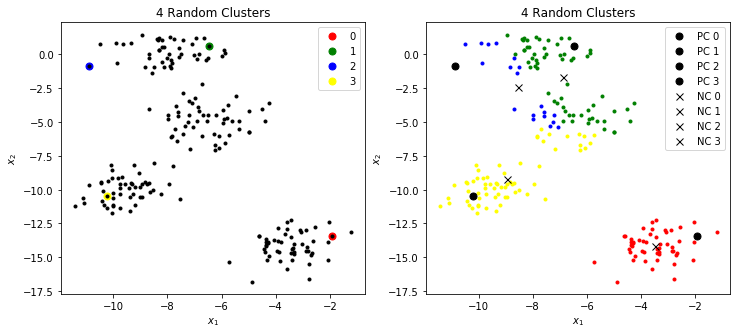 4 Random Clusters
0
1
2
3
0.0
−2.5
−5.0
−7.5
−10.0
−12.5
−15.0
−17.5
x₂
−10
−8
−6
−4
−2
x₁
4 Random Clusters
PC 0
PC 1
PC 2
PC 3
NC 0
NC 1
NC 2
NC 3
0.0
−2.5
−5.0
−7.5
−10.0
−12.5
−15.0
−17.5
x₂
−10
−8
−6
−4
−2
x₁